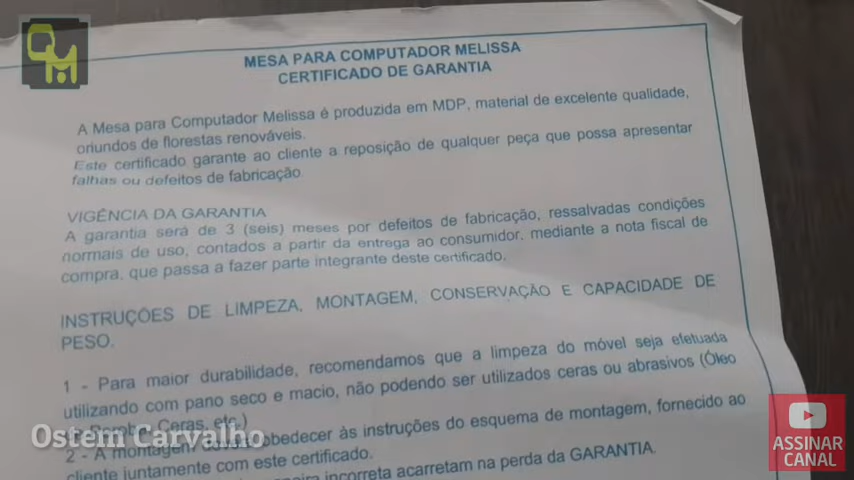 MESA PARA COMPUTADOR MELISSA
CERTIFICADO DE GARANTIA
A Mesa para Computador Melissa é produzida em MDP, material de excelente qualidade,
oriundos de florestas renováveis.
Este certificado garante ao cliente a reposição de qualquer peça que possa apresentar
falhas ou defeitos de fabricação
VIGÊNCIA DA GARANTIA
A garantia será de 3 (seis) meses por defeitos de fabricação, ressalvadas condições
normais de uso, contados a partir da entrega ao consumidor, mediante a nota fiscal de
compra, que passa a fazer parte integrante deste certificado.
INSTRUÇÕES DE LIMPEZA, MONTAGEM, CONSERVAÇÃO E CAPACIDADE DE
PESO.
1 - Para maior durabilidade, recomendamos que a limpeza do móvel seja efetuada
utilizando com pano seco e macio, não podendo ser utilizados ceras ou abrasivos (Óleo
Ceras, etc.)
2 - A montagem obedecer às instruções do esquema de montagem, fornecido ao
cliente juntamente com este certificado.
incorreta acarretam na perda da GARANTIA.
Ostem Carvalho
ASSINAR
CANAL